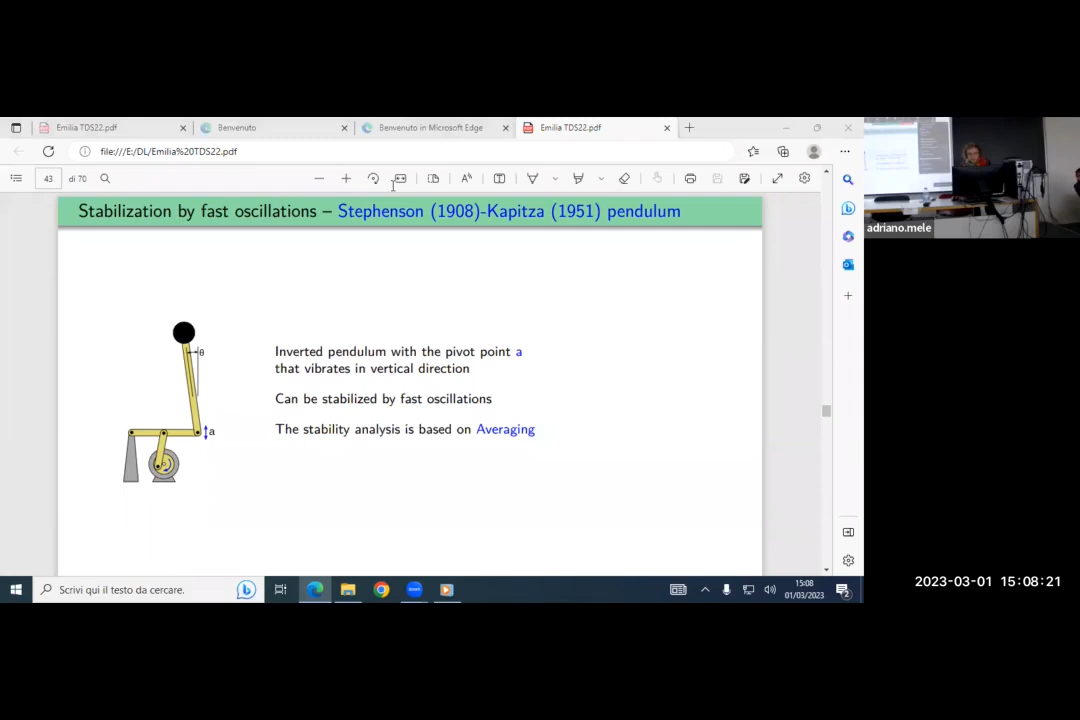 Emilia TDS22.pdf
Benvenuto
Benvenuto in Microsoft Edge
Emilia TDS22.pdf
file:///E:/DL/Emilia%20TDS22.pdf
43 di 70
Stabilization by fast oscillations – Stephenson (1908)-Kapitza (1951) pendulum
θ
Inverted pendulum with the pivot point a
that vibrates in vertical direction
Can be stabilized by fast oscillations
The stability analysis is based on Averaging
a
adriano.mele
Scrivi qui il testo da cercare.
15:08
01/03/2023
2
2023-03-01 15:08:21